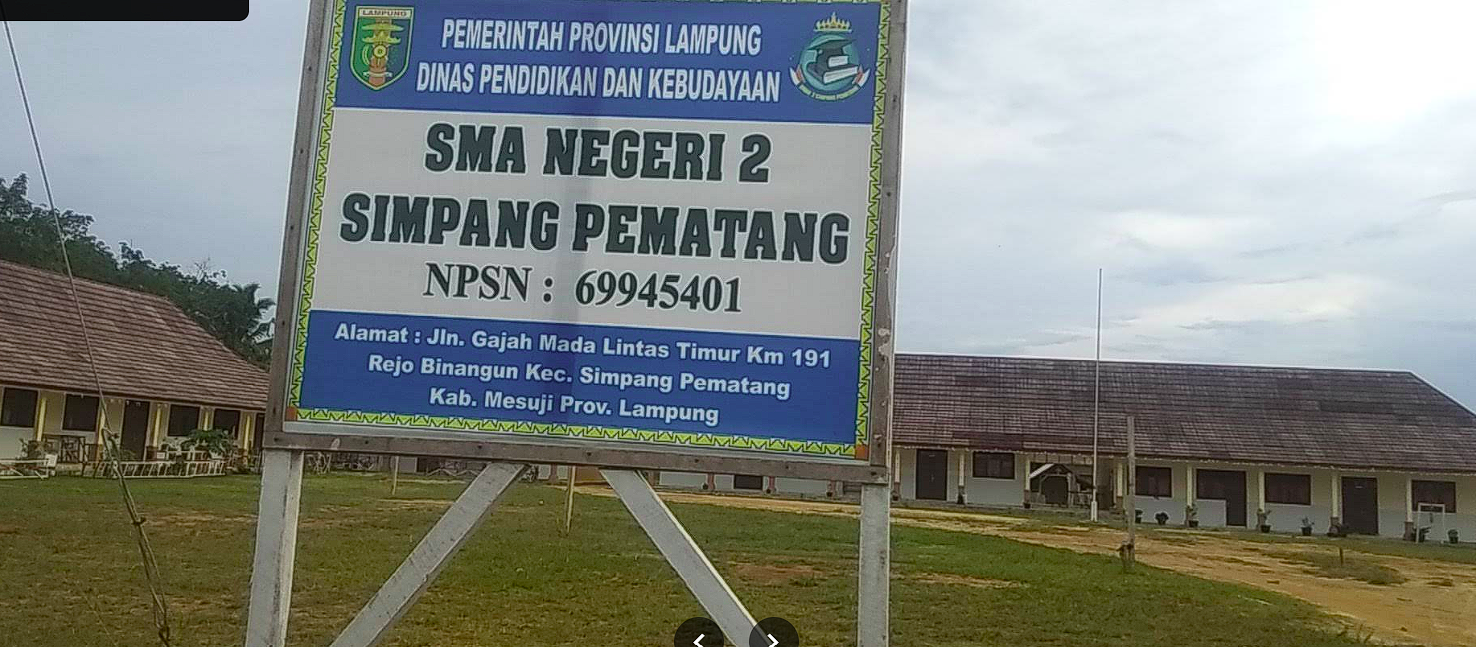 LAMPUNG
PEMERINTAH PROVINSI LAMPUNG
DINAS PENDIDIKAN DAN KEBUDAYAAN
SMA NEGERI 2
SIMPANG PEMATANG
NPSN : 69945401
Alamat : Jln. Gajah Mada Lintas Timur Km 191
Rejo Binangun Kec. Simpang Pematang
Kab. Mesuji Prov. Lampung